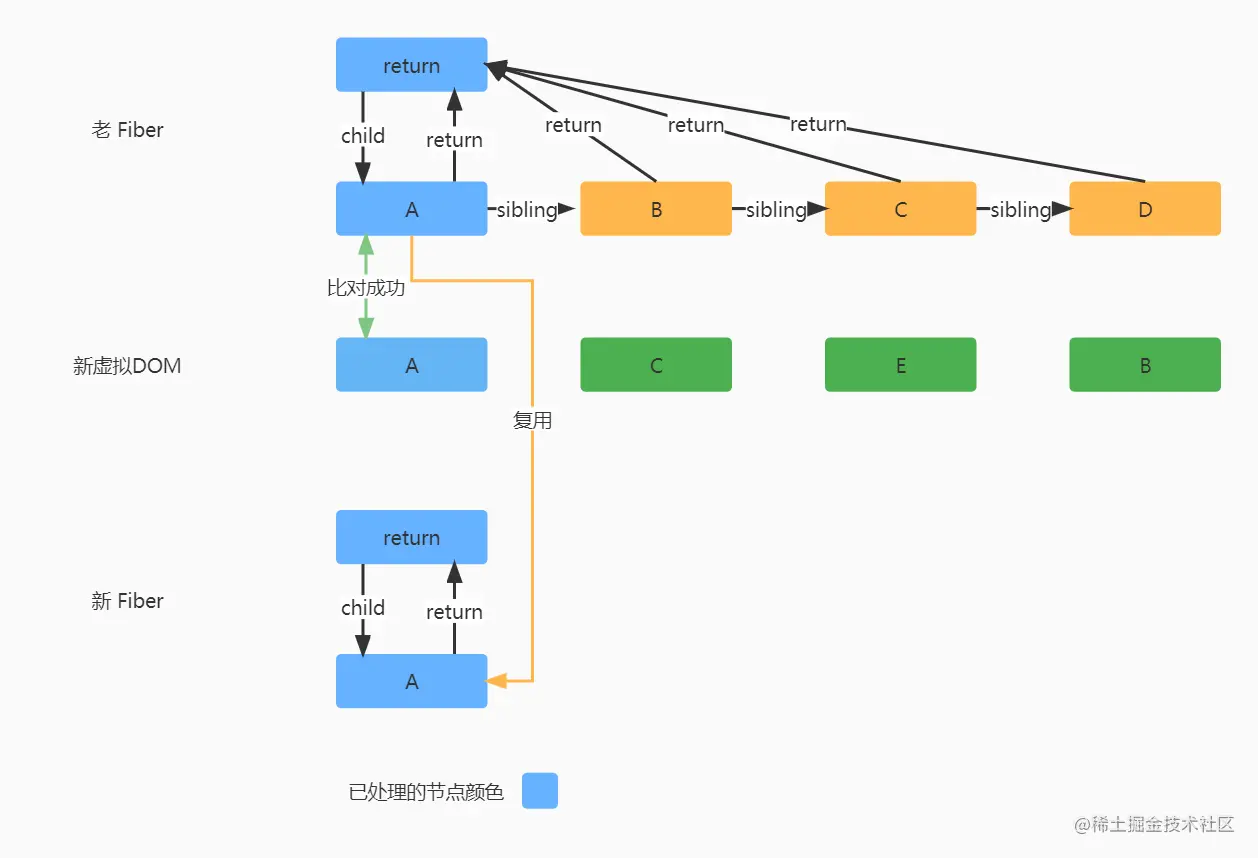 return
老 Fiber
child
return
return
return
return
A
sibling
B
sibling
C
sibling
D
比对成功
新虚拟DOM
A
C
E
B
复用
return
新 Fiber
child
return
A
已处理的节点颜色
@稀土掘金技术社区